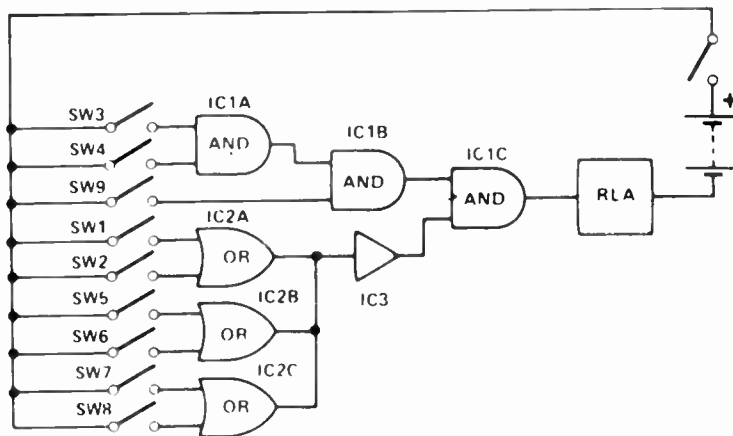 SW3
IC1A
AND
SW4
IC1B
AND
SW9
IC1C
AND
RLA
+
SW1
IC2A
OR
SW2
IC3
SW5
IC2B
OR
SW6
SW7
IC2C
OR
SW8